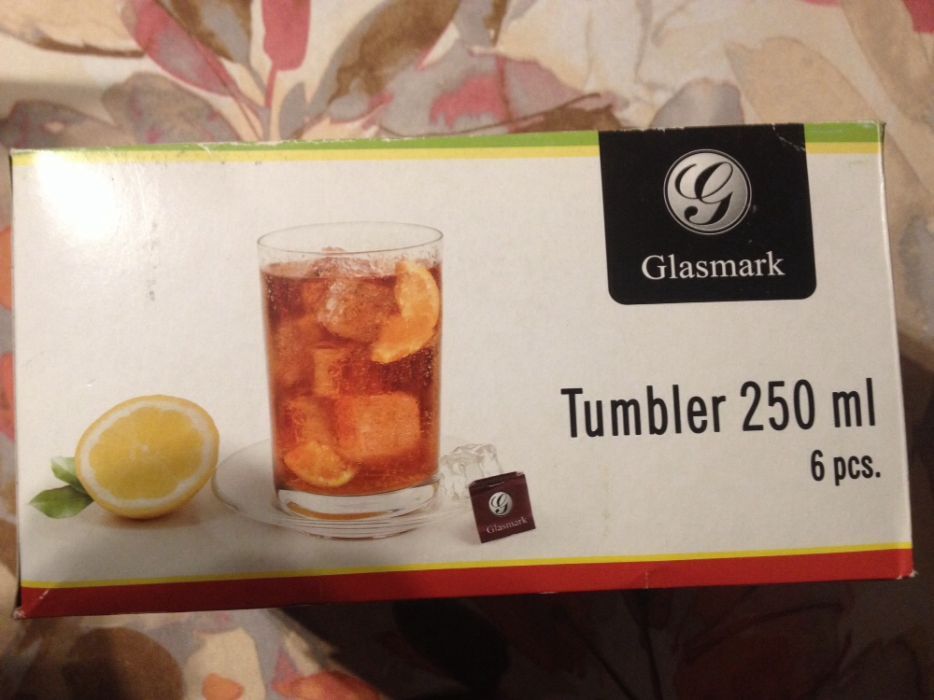 G
Glasmark
Tumbler 250 ml
6 pcs.
G
Glasmark